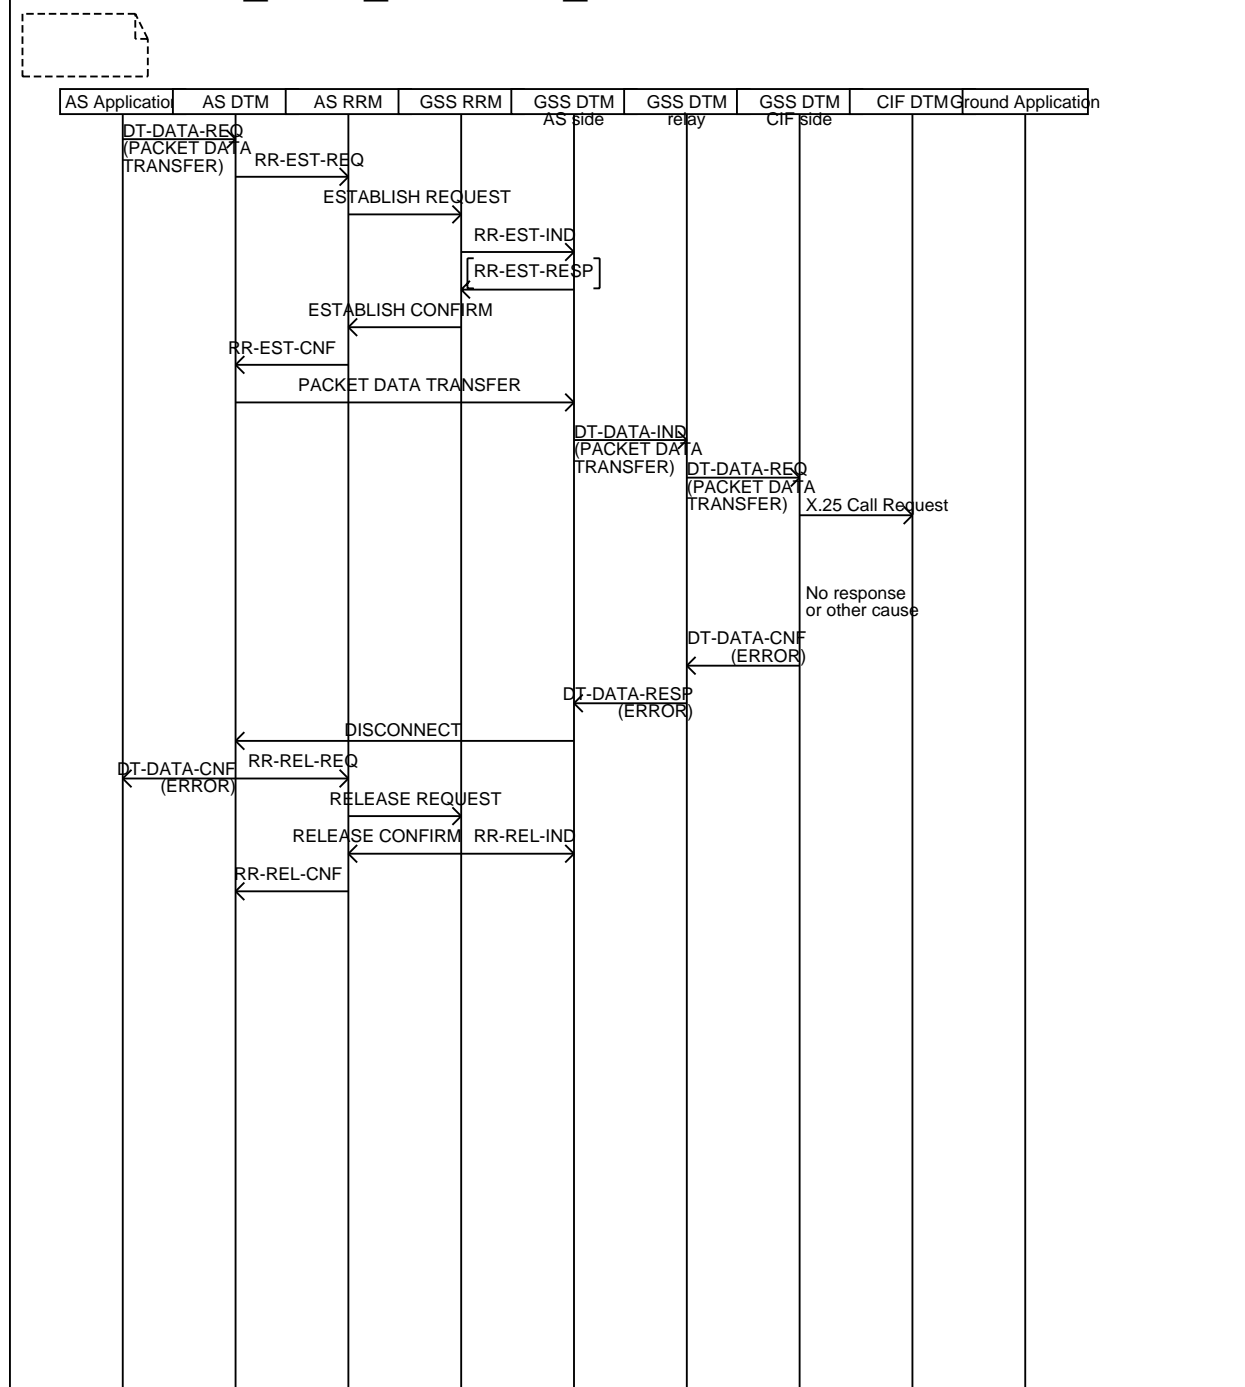 AS Application
AS DTM
AS RRM
GSS RRM
GSS DTM
AS side
GSS DTM
relay
GSS DTM
CIF side
CIF DTM
Ground Application
DT-DATA-REQ
(PACKET DATA
TRANSFER)
RR-EST-REQ
ESTABLISH REQUEST
RR-EST-IND
RR-EST-RESP
ESTABLISH CONFIRM
RR-EST-CNF
PACKET DATA TRANSFER
DT-DATA-IND
(PACKET DATA
TRANSFER)
DT-DATA-REQ
(PACKET DATA
TRANSFER)
X.25 Call Request
No response
or other cause
DT-DATA-CNF
(ERROR)
DT-DATA-RESP
(ERROR)
DISCONNECT
DT-DATA-CNF
(ERROR)
RR-REL-REQ
RELEASE REQUEST
RELEASE CONFIRM
RR-REL-IND
RR-REL-CNF